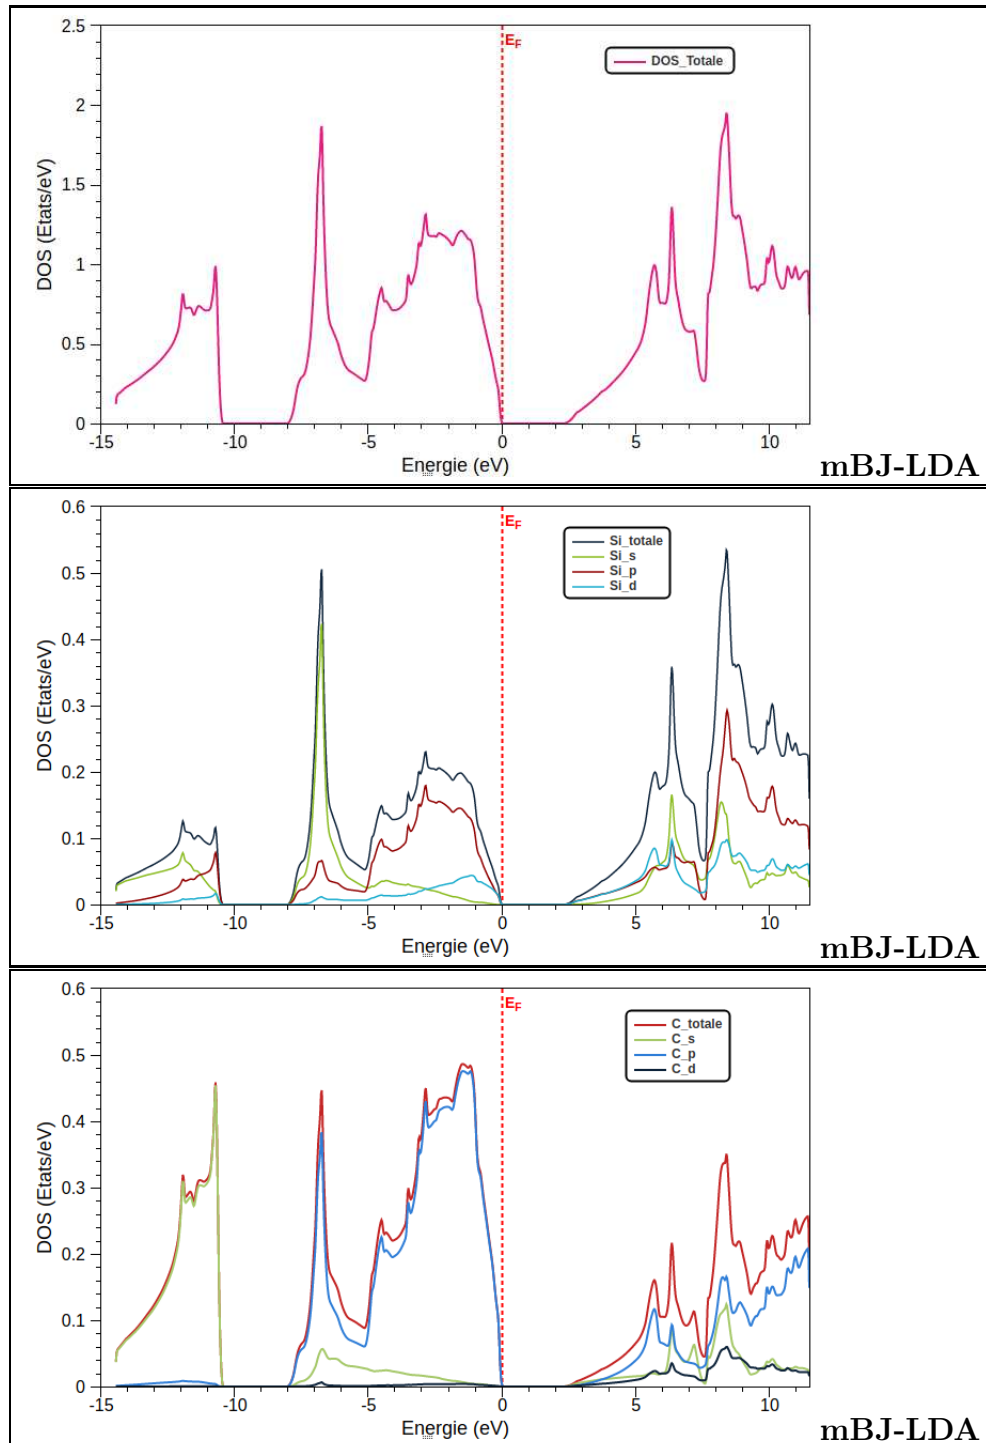 2.5
2
1.5
1
0.5
0
DOS (Etats/eV)
E_F
DOS_Totale
-15 -10 -5 0 5 10
Energie (eV)
mBJ-LDA
0.6
0.5
0.4
0.3
0.2
0.1
0
DOS (Etats/eV)
E_F
Si_totale
Si_s
Si_p
Si_d
-15 -10 -5 0 5 10
Energie (eV)
mBJ-LDA
0.6
0.5
0.4
0.3
0.2
0.1
0
DOS (Etats/eV)
E_F
C_totale
C_s
C_p
C_d
-15 -10 -5 0 5 10
Energie (eV)
mBJ-LDA